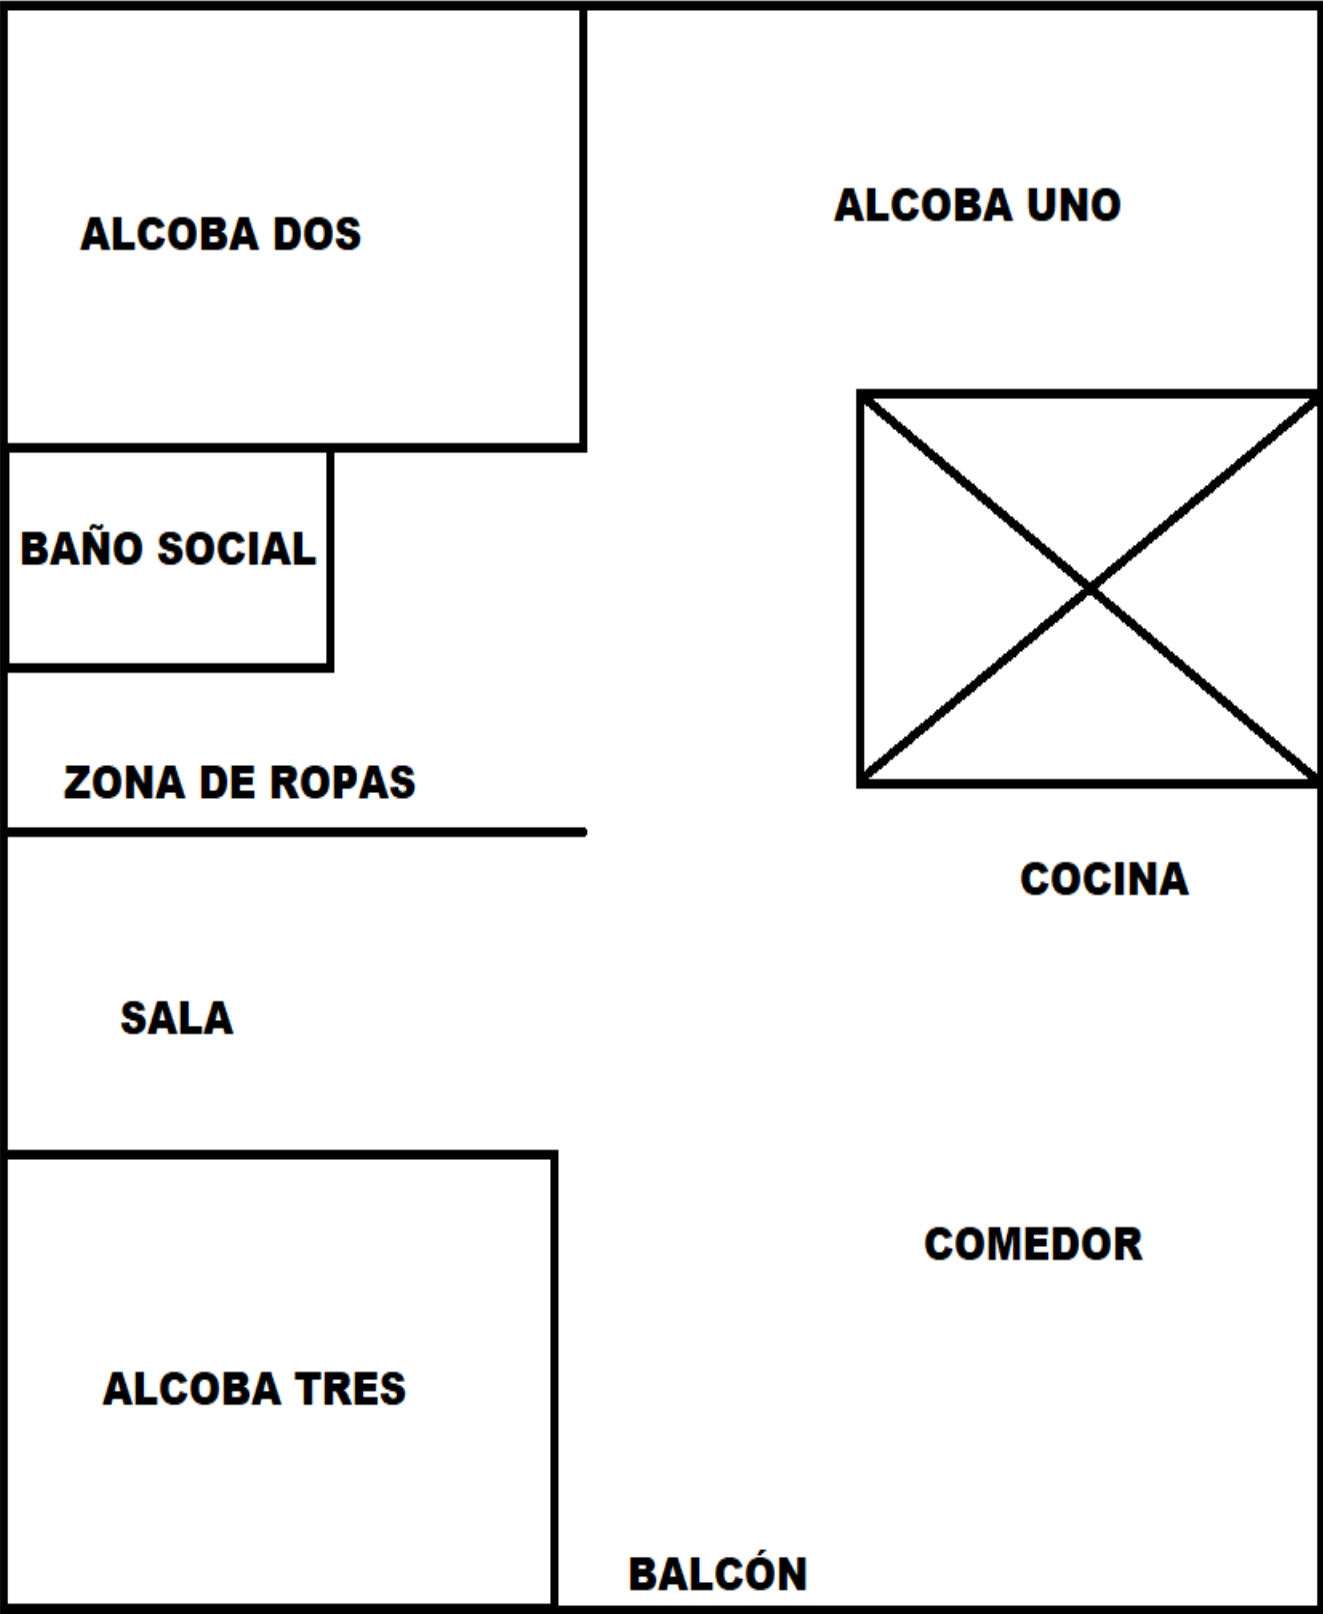 ALCOBA UNO
ALCOBA DOS
BAÑO SOCIAL
ZONA DE ROPAS
COCINA
SALA
COMEDOR
ALCOBA TRES
BALCÓN